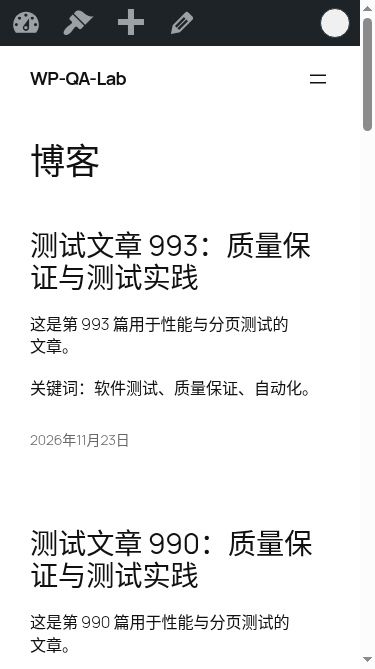 WP-QA-Lab
博客
测试文章 993：质量保
证与测试实践
这是第 993 篇用于性能与分页测试的
文章。
关键词：软件测试、质量保证、自动化。
2026年11月23日
测试文章 990：质量保
证与测试实践
这是第 990 篇用于性能与分页测试的
文章。